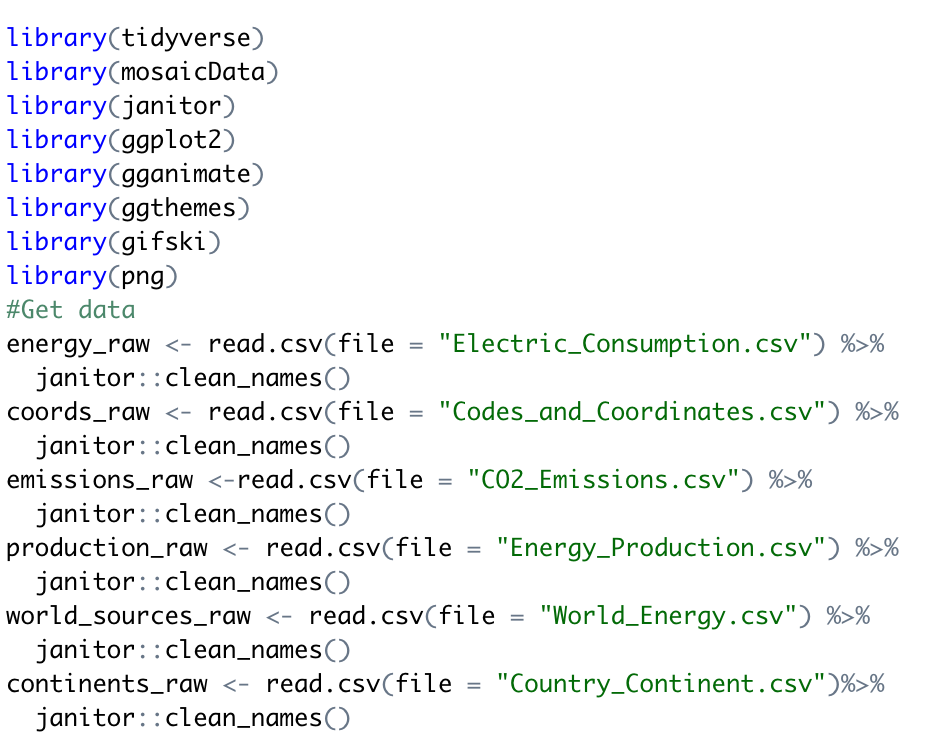 library(tidyverse)
library(mosaicData)
library(janitor)
library(ggplot2)
library(gganimate)
library(ggthemes)
library(gifski)
library(png)
#Get data
energy_raw <- read.csv(file = "Electric_Consumption.csv") %>%
  janitor::clean_names()
coords_raw <- read.csv(file = "Codes_and_Coordinates.csv") %>%
  janitor::clean_names()
emissions_raw <-read.csv(file = "CO2_Emissions.csv") %>%
  janitor::clean_names()
production_raw <- read.csv(file = "Energy_Production.csv") %>%
  janitor::clean_names()
world_sources_raw <- read.csv(file = "World_Energy.csv") %>%
  janitor::clean_names()
continents_raw <- read.csv(file = "Country_Continent.csv")%>%
  janitor::clean_names()